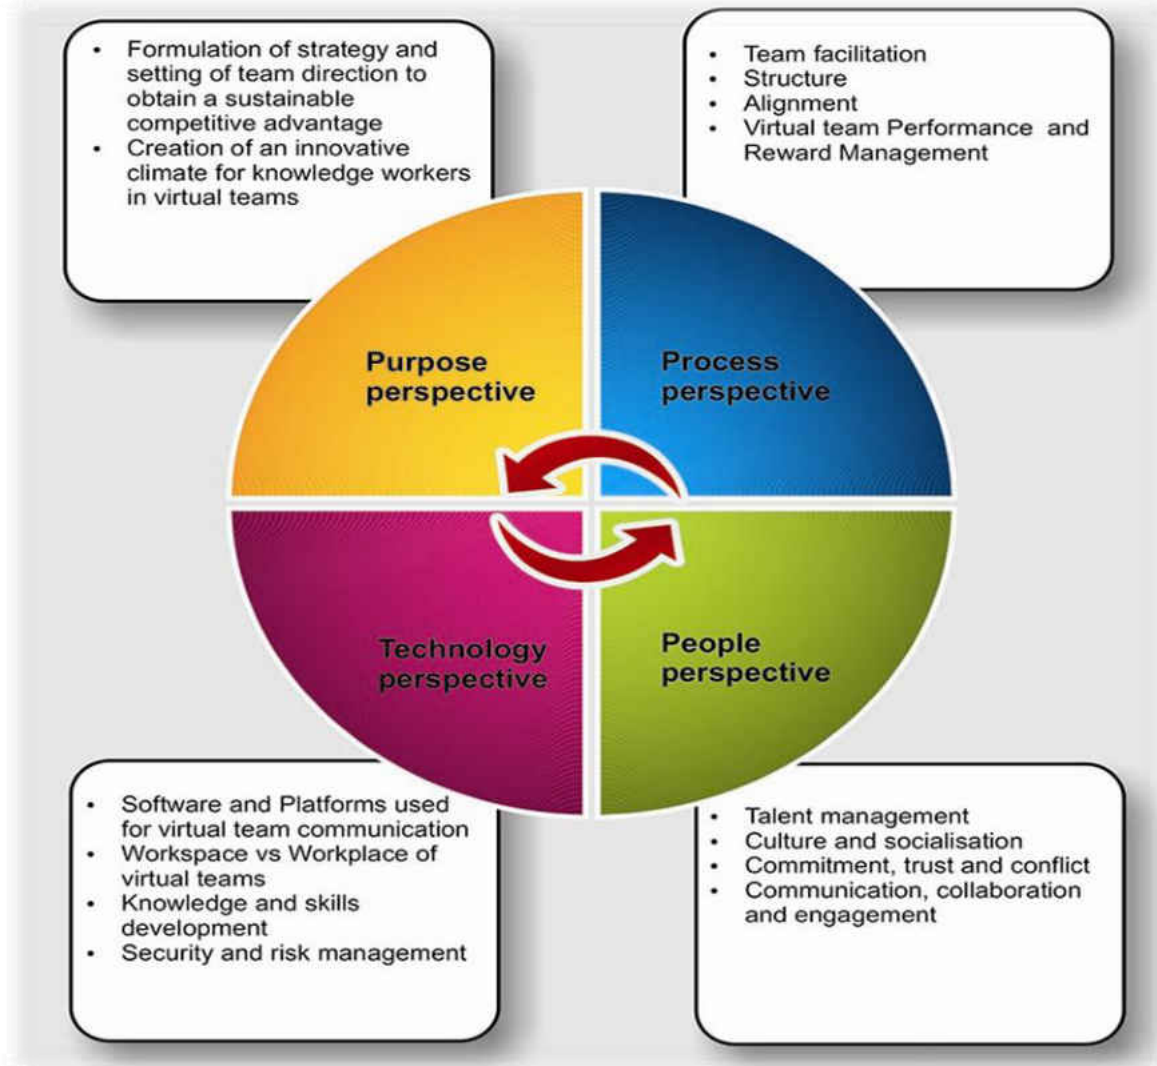 • Formulation of strategy and
setting of team direction to
obtain a sustainable
competitive advantage
• Creation of an innovative
climate for knowledge workers
in virtual teams
• Team facilitation
• Structure
• Alignment
• Virtual team Performance and
Reward Management
Purpose
perspective
Process
perspective
Technology
perspective
People
perspective
• Software and Platforms used
for virtual team communication
• Workspace vs Workplace of
virtual teams
• Knowledge and skills
development
• Security and risk management
• Talent management
• Culture and socialisation
• Commitment, trust and conflict
• Communication, collaboration
and engagement